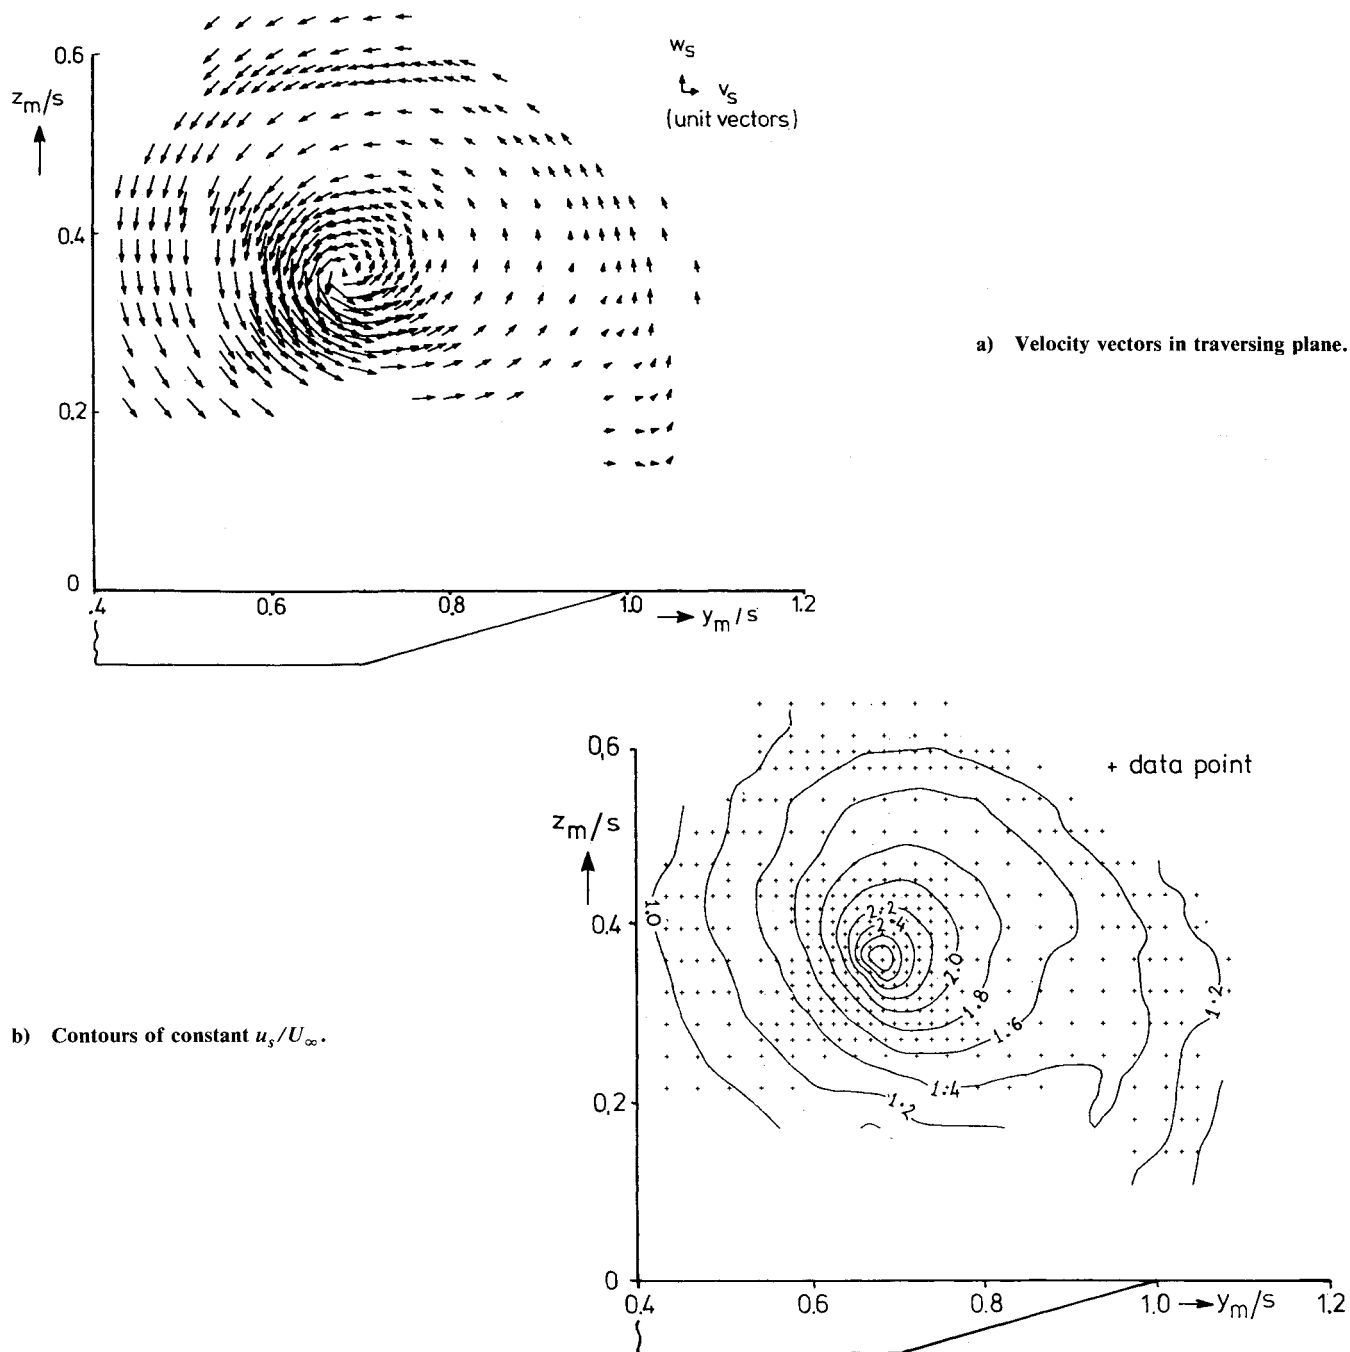 0.6
z_m/s
0.4
0.2
0
.4
0.6
0.8
1.0
1.2
y_m/s
w_s
v_s
(unit vectors)
a) Velocity vectors in traversing plane.
0,6
z_m/s
0,4
0,2
0
0.4
0.6
0.8
1.0
1.2
y_m/s
+ data point
1.0
2.2
2.4
2.0
1.8
1.6
1.4
1.2
1.2
b) Contours of constant u_s/U_∞.